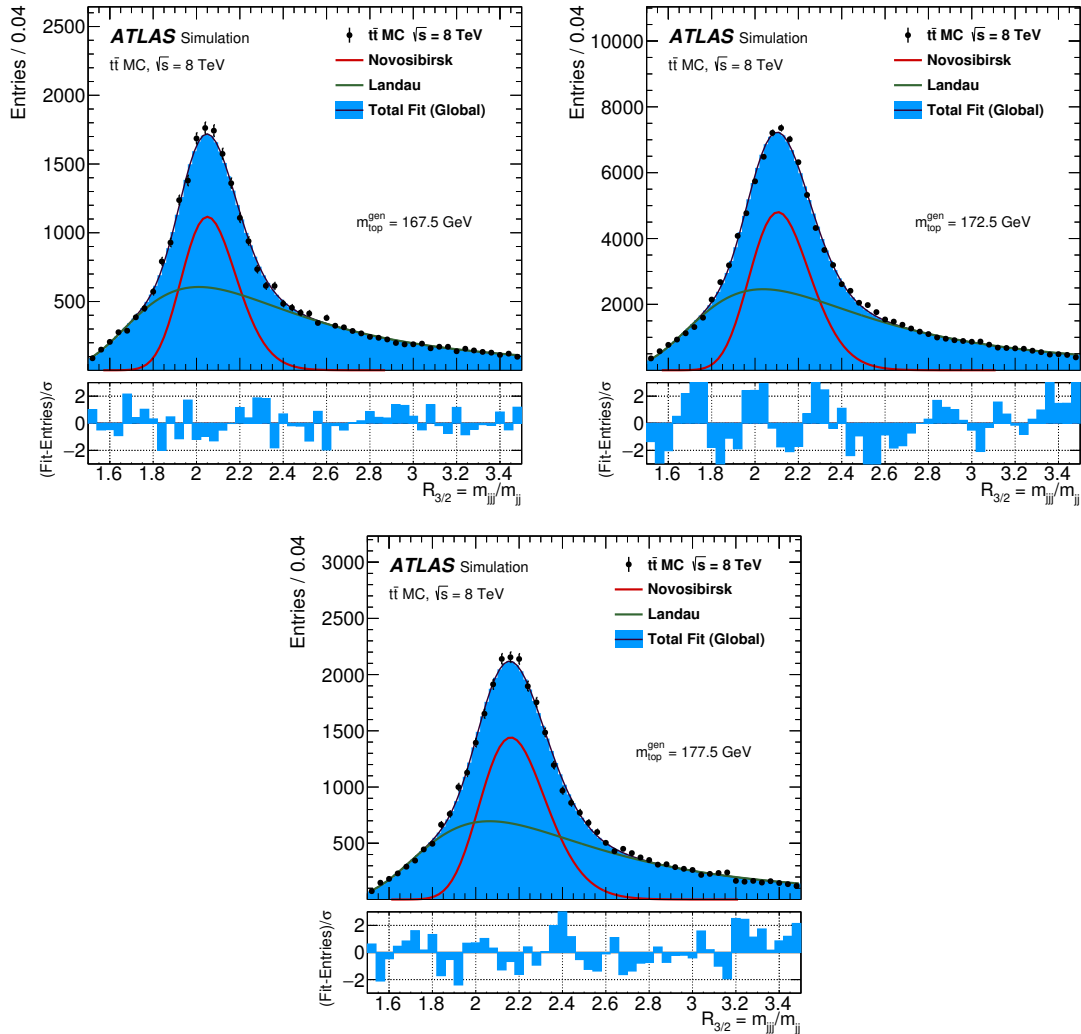 Entries / 0.04
2500
2000
1500
1000
500
ATLAS Simulation
tt̄ MC, √s = 8 TeV
tt̄ MC √s = 8 TeV
Novosibirsk
Landau
Total Fit (Global)
m_top^gen = 167.5 GeV
(Fit-Entries)/σ
2
0
−2
1.6 1.8 2 2.2 2.4 2.6 2.8 3 3.2 3.4
R_3/2 = m_jjj/m_jj
Entries / 0.04
10000
8000
6000
4000
2000
ATLAS Simulation
tt̄ MC, √s = 8 TeV
tt̄ MC √s = 8 TeV
Novosibirsk
Landau
Total Fit (Global)
m_top^gen = 172.5 GeV
(Fit-Entries)/σ
2
0
−2
1.6 1.8 2 2.2 2.4 2.6 2.8 3 3.2 3.4
R_3/2 = m_jjj/m_jj
Entries / 0.04
3000
2500
2000
1500
1000
500
ATLAS Simulation
tt̄ MC, √s = 8 TeV
tt̄ MC √s = 8 TeV
Novosibirsk
Landau
Total Fit (Global)
m_top^gen = 177.5 GeV
(Fit-Entries)/σ
2
0
−2
1.6 1.8 2 2.2 2.4 2.6 2.8 3 3.2 3.4
R_3/2 = m_jjj/m_jj